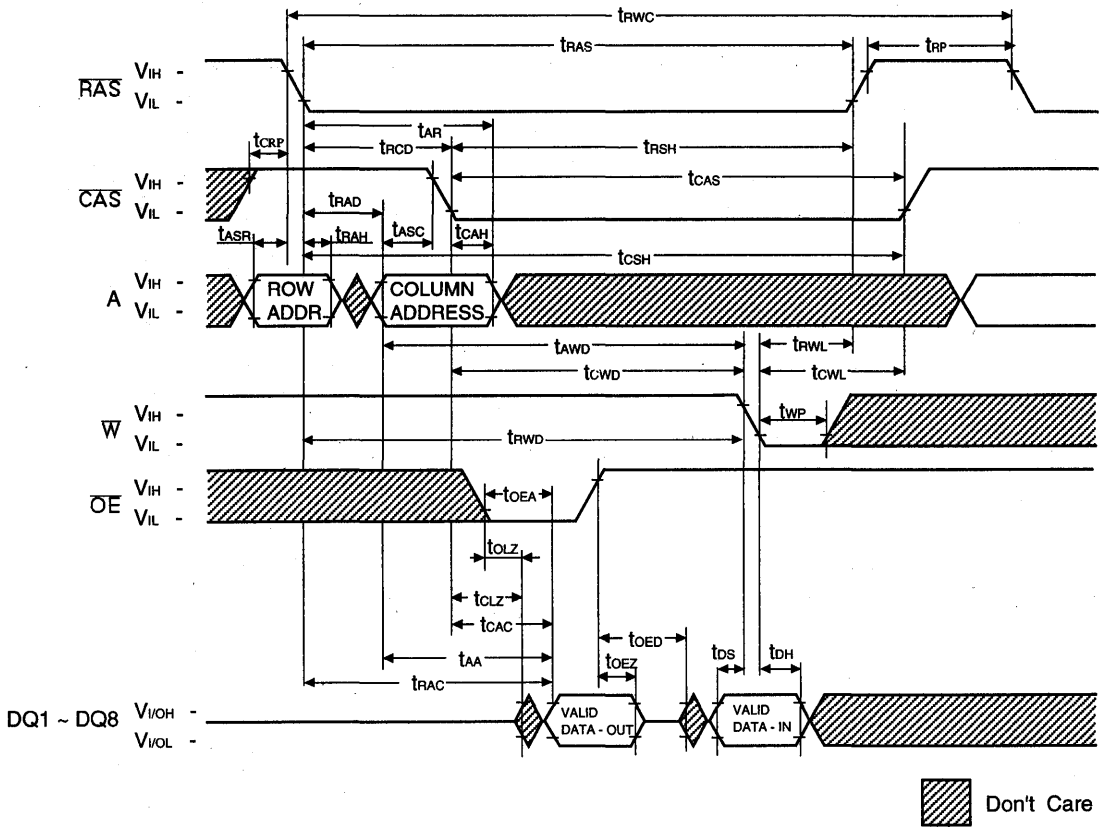 tRWC
tRAS
tRP
RAS
VIH -
VIL -
tAR
tCRP
tRCD
tRSH
CAS
VIH -
VIL -
tCAS
tRAD
tASR
tRAH
tASC
tCAH
tCSH
A
VIH -
VIL -
ROW
ADDR
COLUMN
ADDRESS
tAWD
tRWL
tCWD
tCWL
W
VIH -
VIL -
tWP
tRWD
OE
VIH -
VIL -
tOEA
tOLZ
tCLZ
tCAC
tOED
tAA
tOEZ
tDS
tDH
tRAC
DQ1 ~ DQ8
VI/OH -
VI/OL -
VALID
DATA - OUT
VALID
DATA - IN
Don't Care